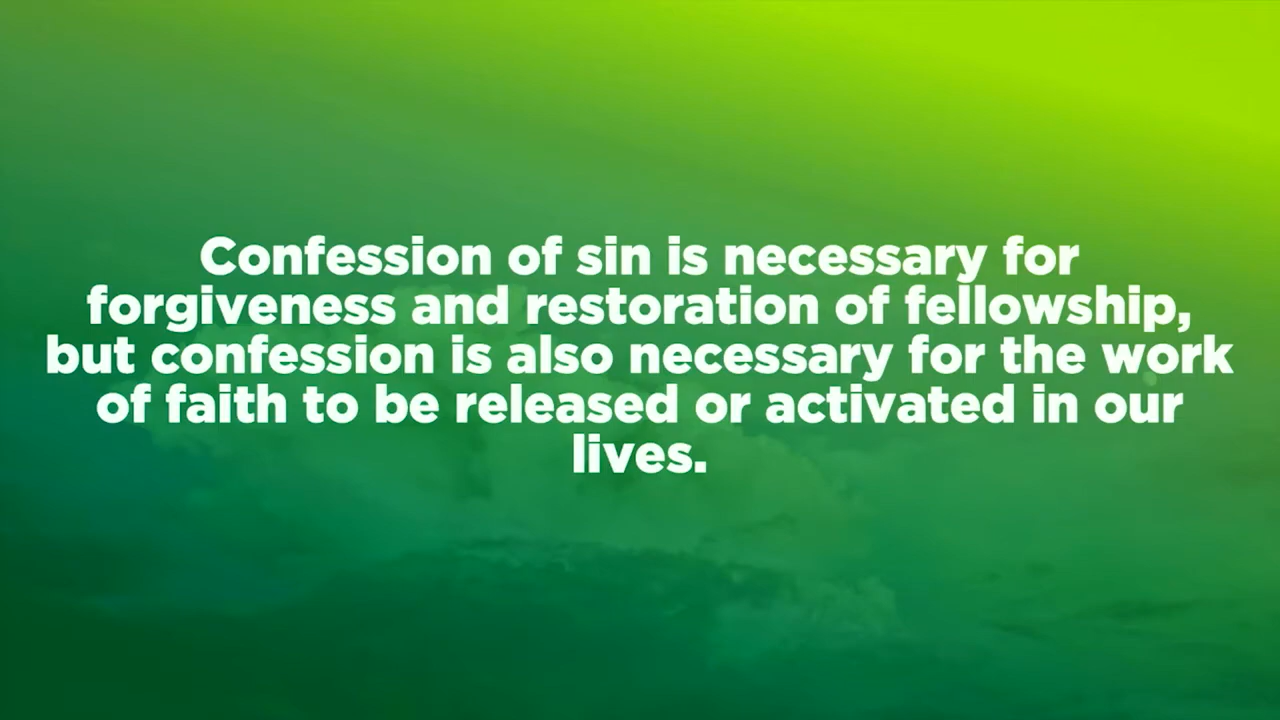 Confession of sin is necessary for
forgiveness and restoration of fellowship,
but confession is also necessary for the work
of faith to be released or activated in our
lives.